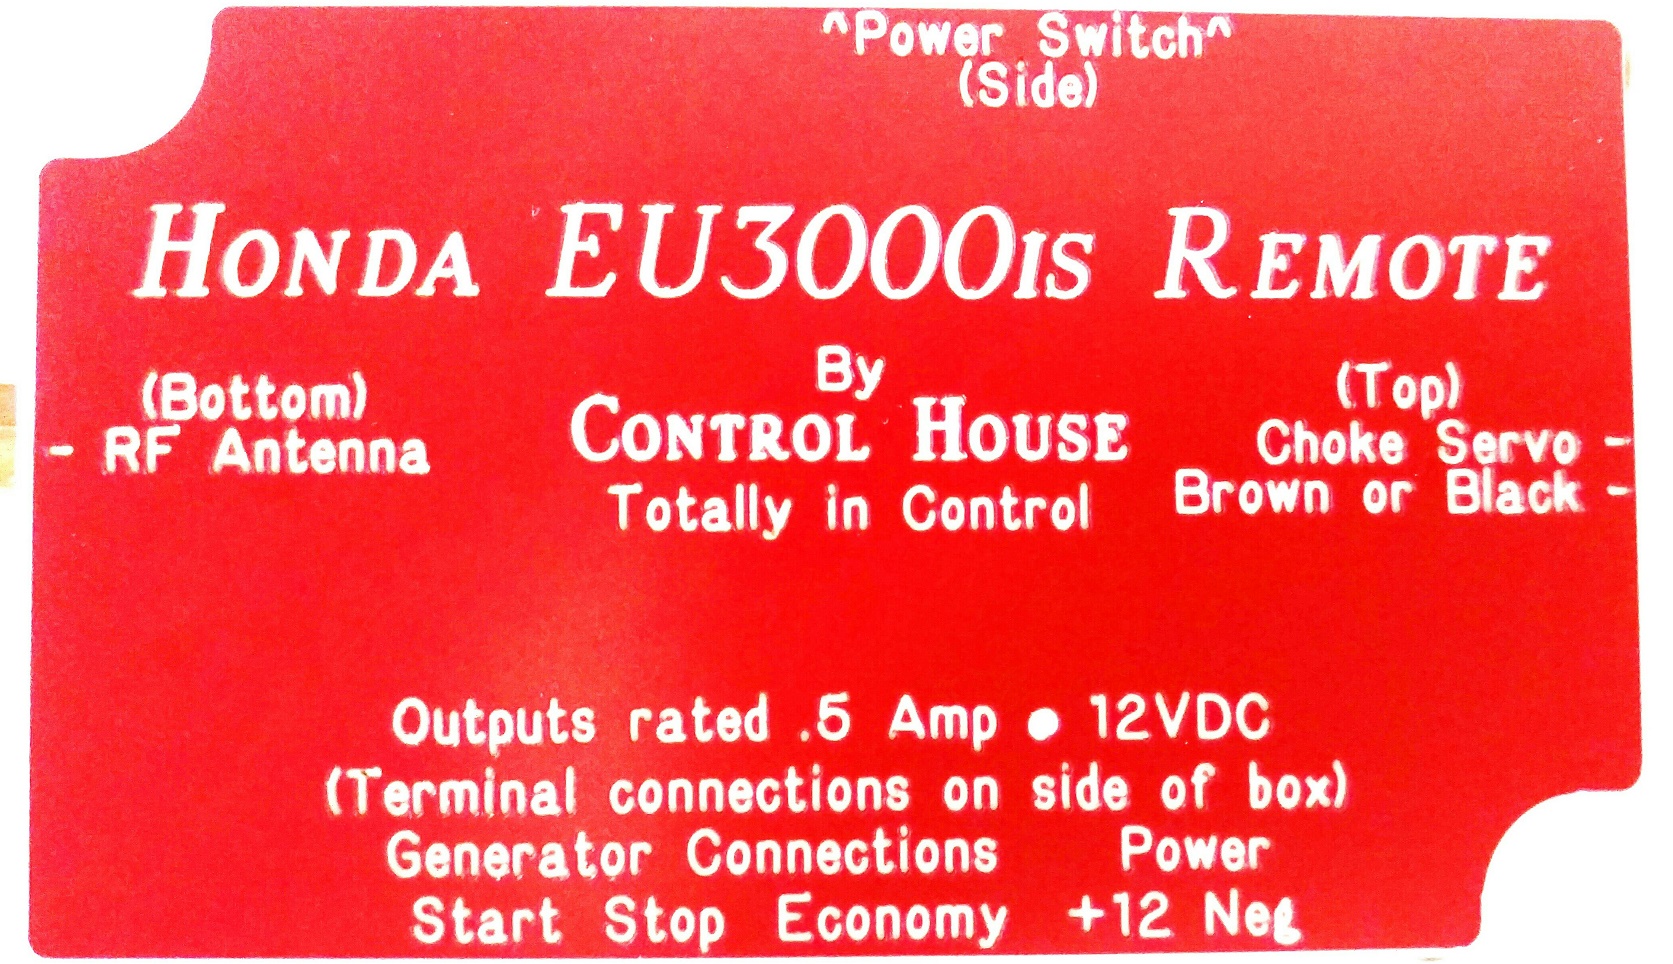 ^Power Switch^
(Side)
HONDA EU3000IS REMOTE
(Bottom)
- RF Antenna
By
CONTROL HOUSE
Totally in Control
(Top)
Choke Servo -
Brown or Black -
Outputs rated .5 Amp ● 12VDC
(Terminal connections on side of box)
Generator Connections Power
Start Stop Economy +12 Neg